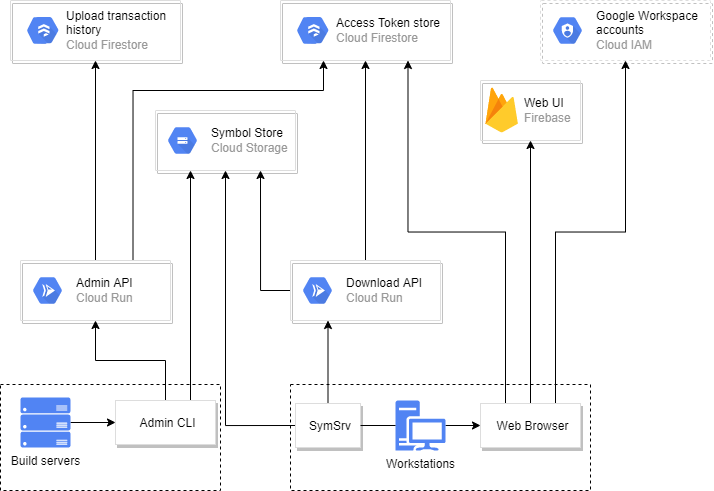 Upload transaction
history
Cloud Firestore
Access Token store
Cloud Firestore
Google Workspace
accounts
Cloud IAM
Symbol Store
Cloud Storage
Web UI
Firebase
Admin API
Cloud Run
Download API
Cloud Run
Admin CLI
Build servers
SymSrv
Workstations
Web Browser